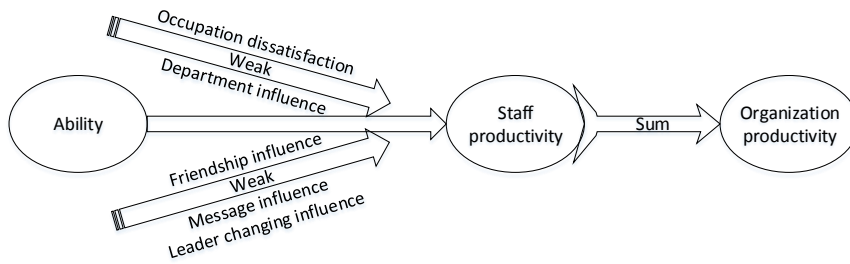 Occupation dissatisfaction
Weak
Department influence
Ability
Staff
productivity
Sum
Organization
productivity
Friendship influence
Weak
Message influence
Leader changing influence